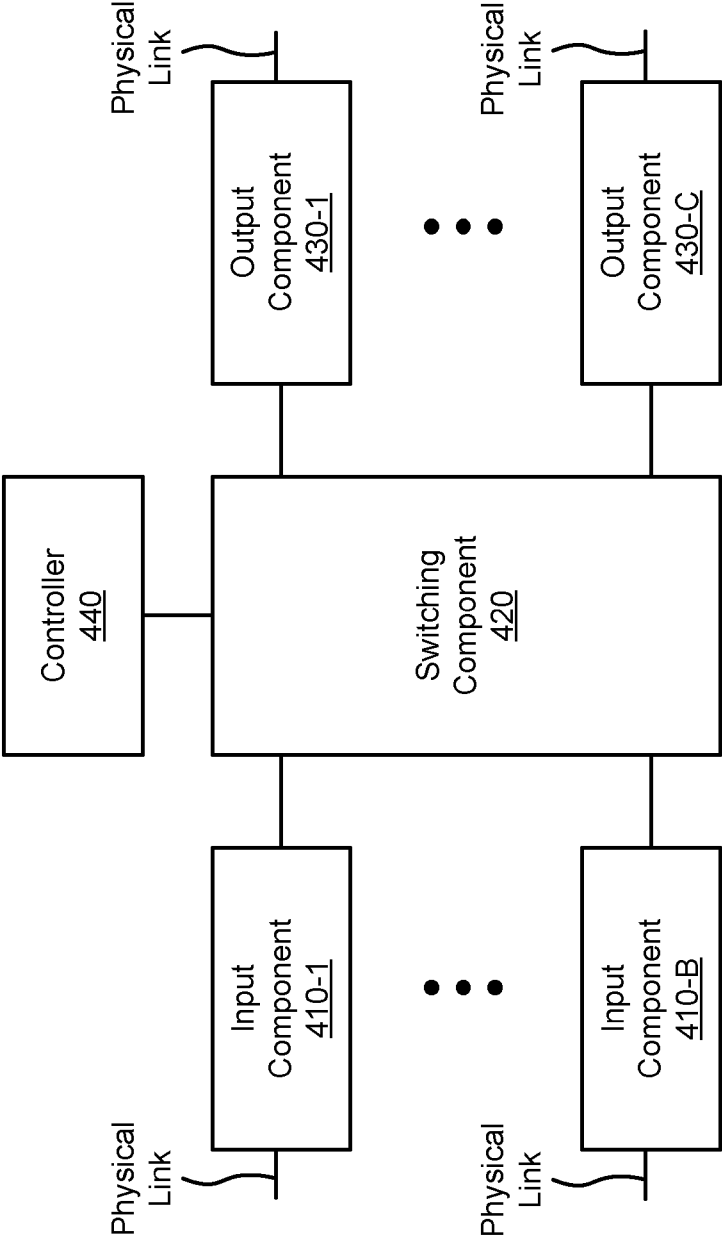 Controller
440
Physical
Link
Input
Component
410-1
Switching
Component
420
Output
Component
430-1
Physical
Link
Physical
Link
Input
Component
410-B
Output
Component
430-C
Physical
Link